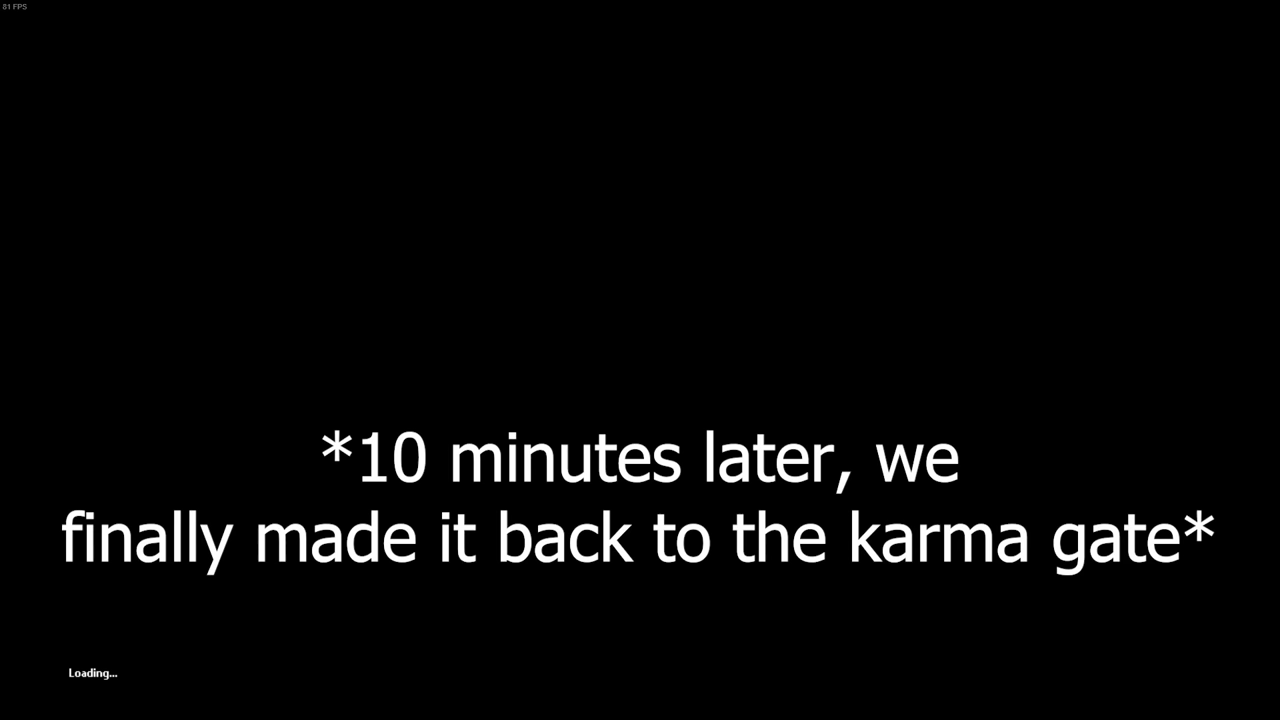 81 FPS
*10 minutes later, we
finally made it back to the karma gate*
Loading...